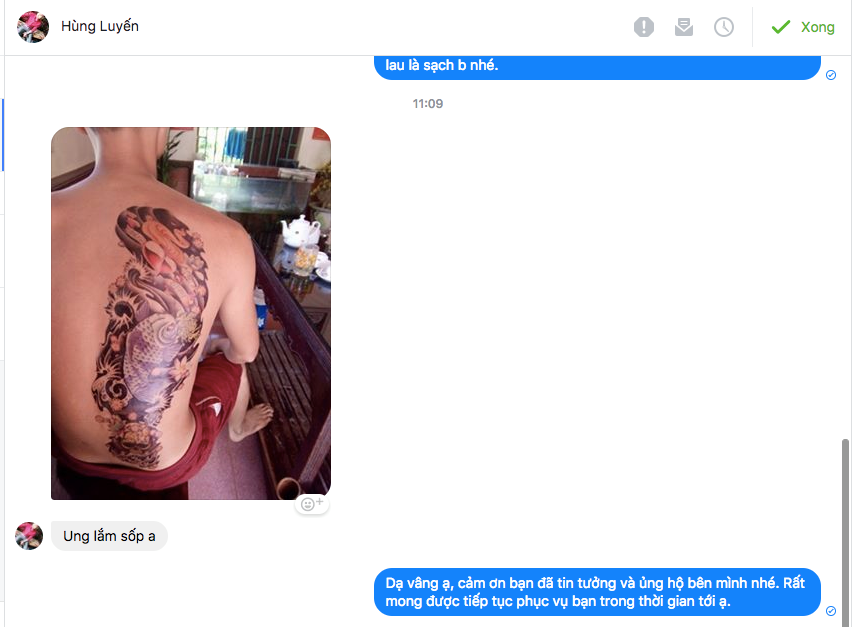 Hùng Luyến
Xong
lau là sạch b nhé.
11:09
Ưng lắm sốp a
Dạ vâng ạ, cảm ơn bạn đã tin tưởng và ủng hộ bên mình nhé. Rất
mong được tiếp tục phục vụ bạn trong thời gian tới ạ.